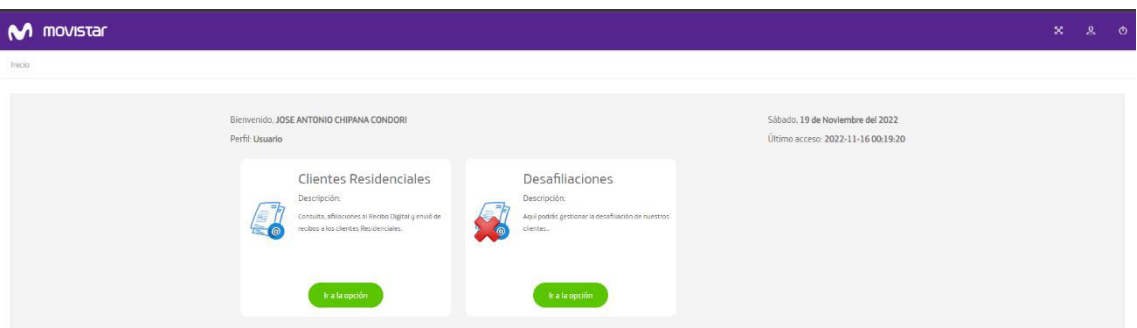 movistar
Inicio
Bienvenido, JOSE ANTONIO CHIPANA CONDORI
Sábado, 19 de Noviembre del 2022
Perfil: Usuario
Último acceso: 2022-11-16 00:19:20
Clientes Residenciales
Descripción:
Consulta, afiliaciones al Recibo Digital y envió de
recibos a los clientes Residenciales.
Ir a la opción
Desafiliaciones
Descripción:
Aquí podrás gestionar la desafiliación de nuestros
clientes..
Ir a la opción